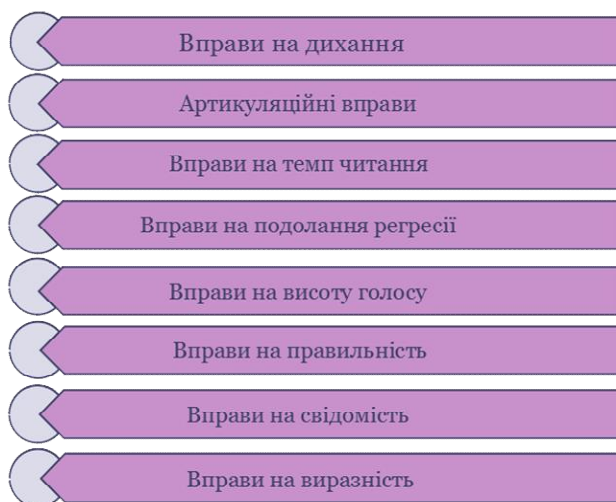 Вправи на дихання
Артикуляційні вправи
Вправи на темп читання
Вправи на подолання регресії
Вправи на висоту голосу
Вправи на правильність
Вправи на свідомість
Вправи на виразність